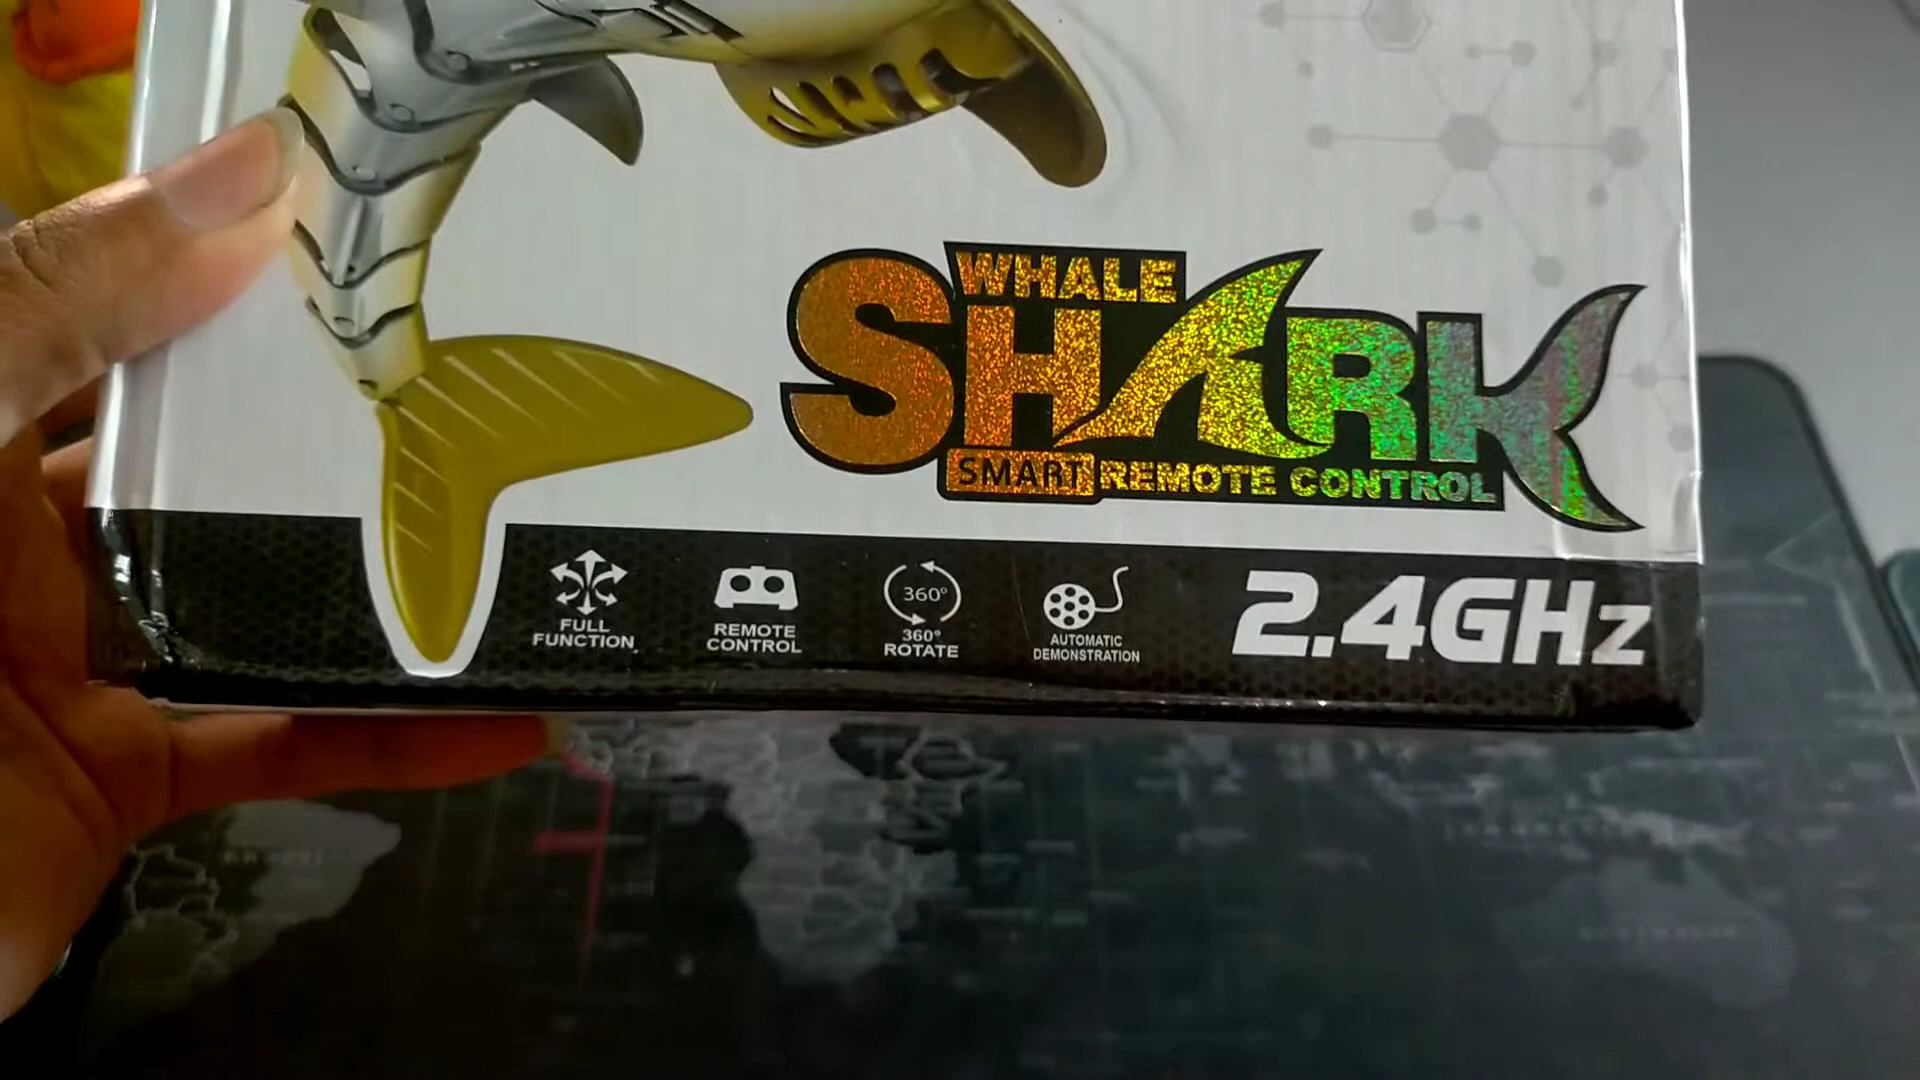 WHALE
SHARK
SMART REMOTE CONTROL
FULL
FUNCTION
REMOTE
CONTROL
360°
360°
ROTATE
AUTOMATIC
DEMONSTRATION
2.4GHz